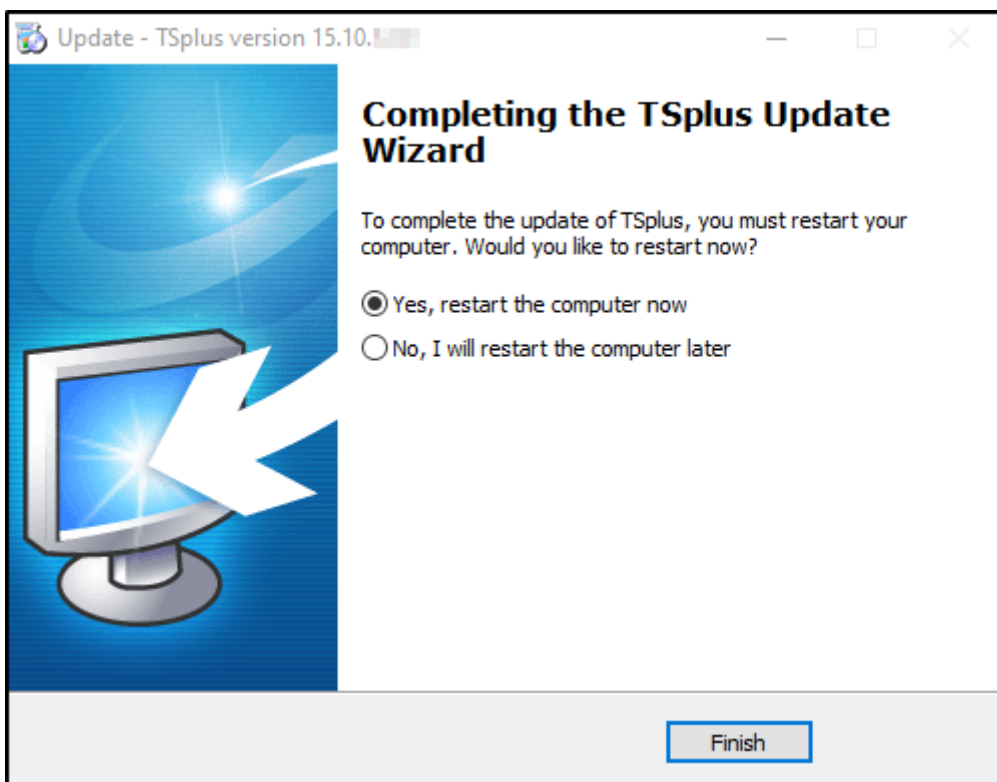 Update - TSplus version 15.10.
Completing the TSplus Update
Wizard
To complete the update of TSplus, you must restart your
computer. Would you like to restart now?
Yes, restart the computer now
No, I will restart the computer later
Finish